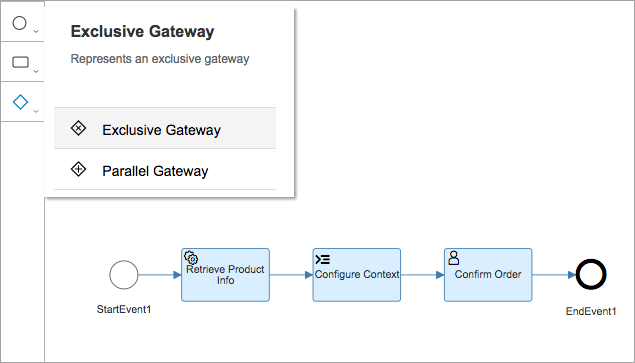 Exclusive Gateway
Represents an exclusive gateway
Exclusive Gateway
Parallel Gateway
StartEvent1
Retrieve Product
Info
Configure Context
Confirm Order
EndEvent1